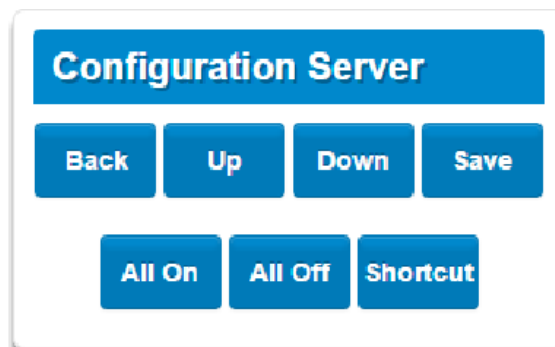 Configuration Server
Back Up Down Save
All On All Off Shortcut